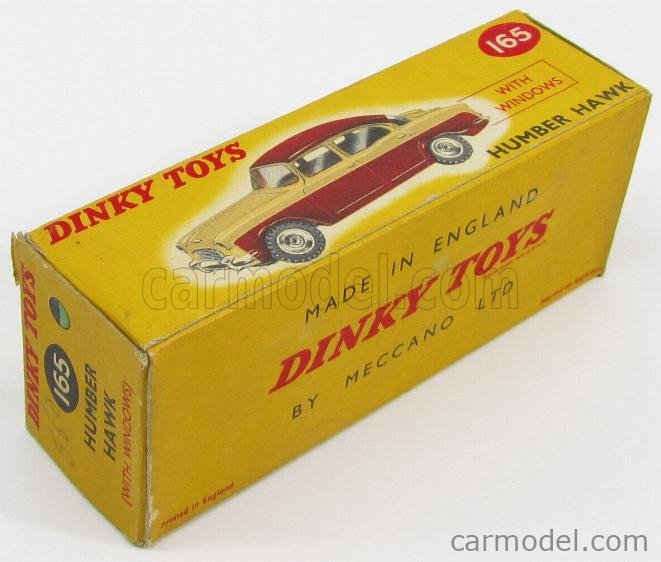 165
WITH
WINDOWS
HUMBER HAWK
DINKY TOYS
MADE IN ENGLAND
DINKY TOYS
BY MECCANO LTD
DINKY TOYS
165
HUMBER
HAWK
(WITH WINDOWS)
Printed in England
carmodel.com
carmodel.com